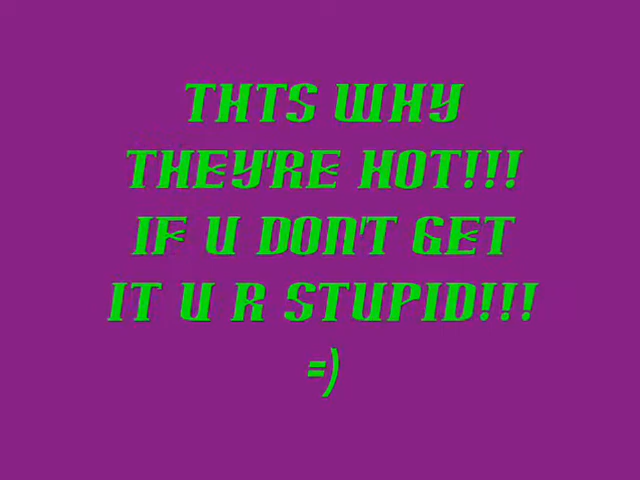 THTS WHY
THEY'RE HOT!!!
IF U DON'T GET
IT U R STUPID!!!
=)